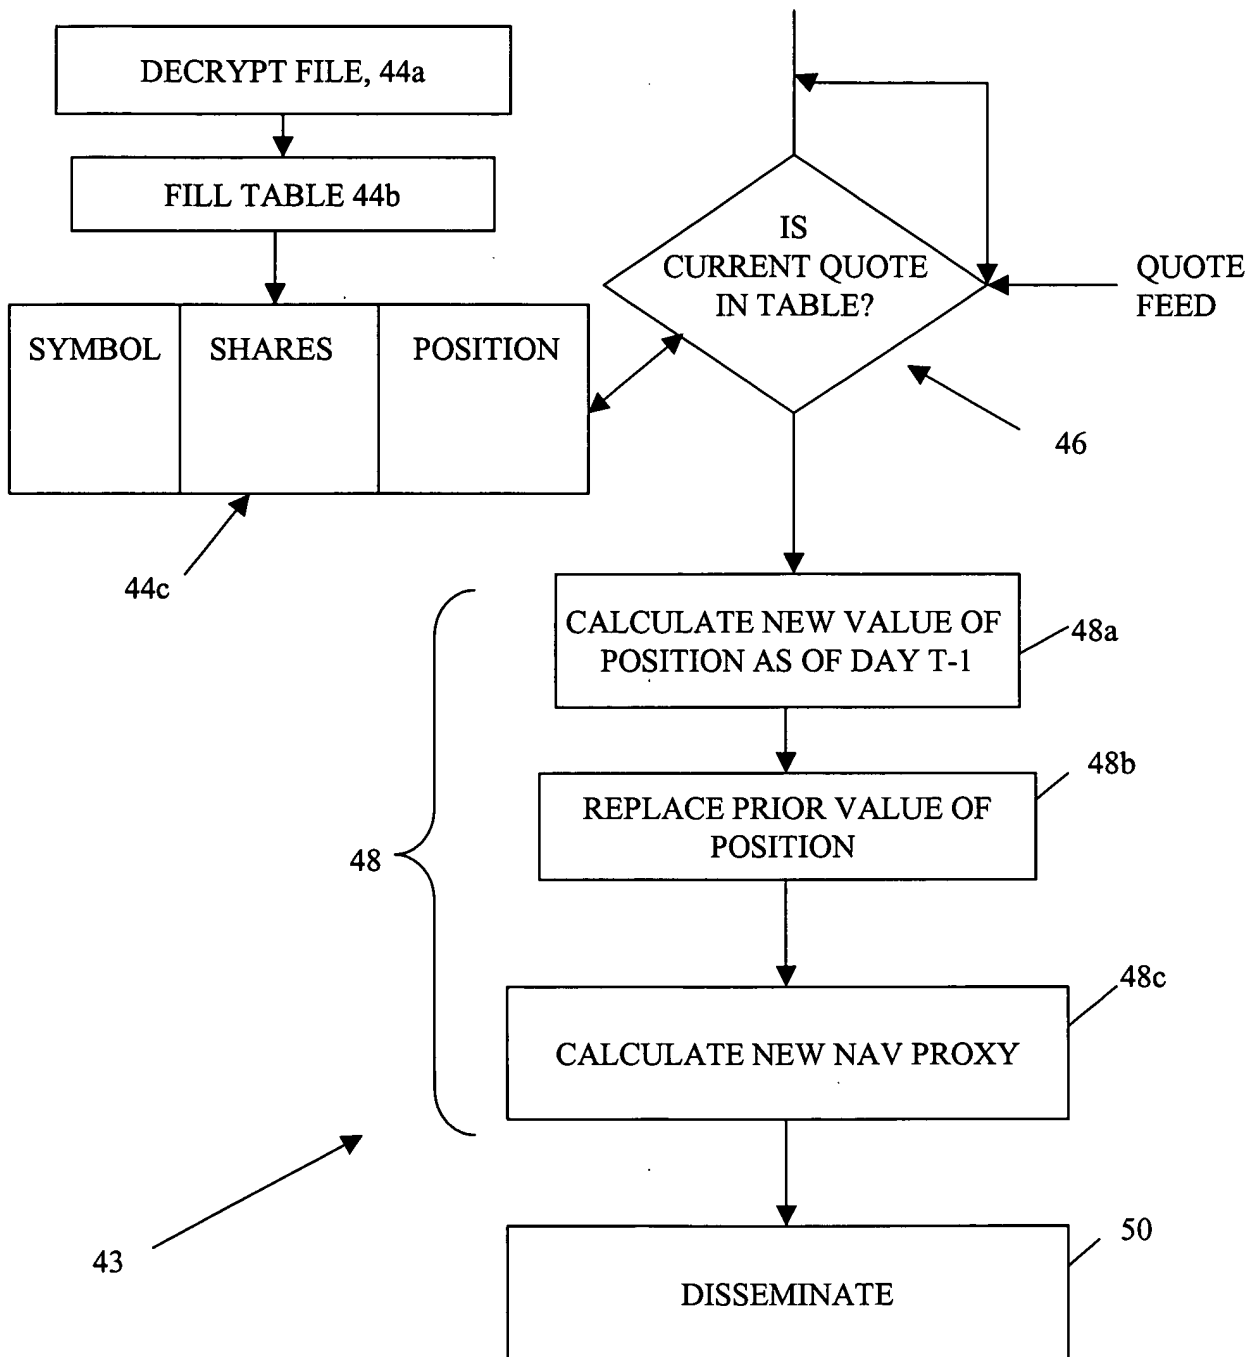 DECRYPT FILE, 44a
FILL TABLE 44b
SYMBOL
SHARES
POSITION
44c
IS
CURRENT QUOTE
IN TABLE?
QUOTE
FEED
46
CALCULATE NEW VALUE OF
POSITION AS OF DAY T-1
48a
REPLACE PRIOR VALUE OF
POSITION
48b
48
CALCULATE NEW NAV PROXY
48c
43
DISSEMINATE
50